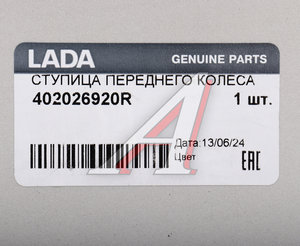 LADA
GENUINE PARTS
СТУПИЦА ПЕРЕДНЕГО КОЛЕСА
402026920R
1 шт.
Дата:13/06/24
Цвет
EAC